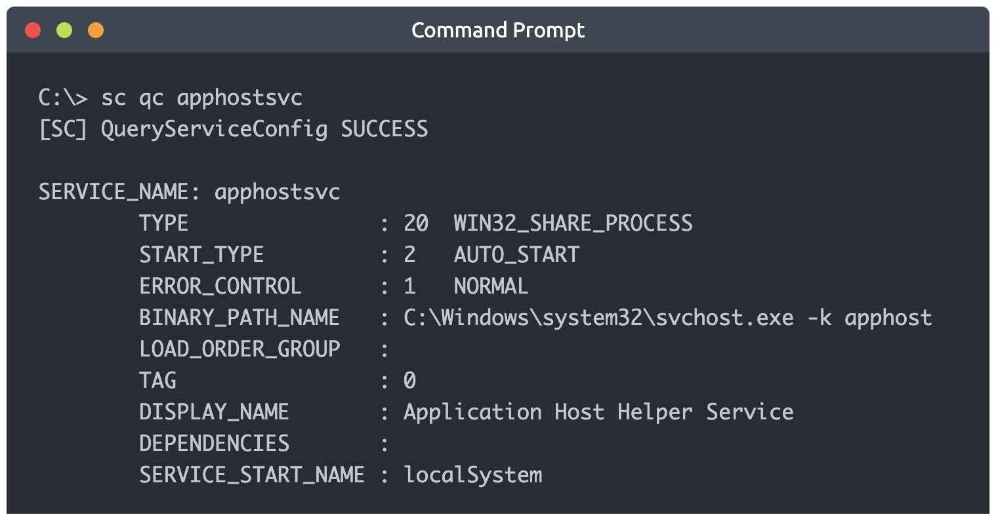 Command Prompt
C:\> sc qc apphostsvc
[SC] QueryServiceConfig SUCCESS
SERVICE_NAME: apphostsvc
        TYPE               : 20  WIN32_SHARE_PROCESS
        START_TYPE         : 2   AUTO_START
        ERROR_CONTROL      : 1   NORMAL
        BINARY_PATH_NAME   : C:\Windows\system32\svchost.exe -k apphost
        LOAD_ORDER_GROUP   :
        TAG                : 0
        DISPLAY_NAME       : Application Host Helper Service
        DEPENDENCIES       :
        SERVICE_START_NAME : localSystem